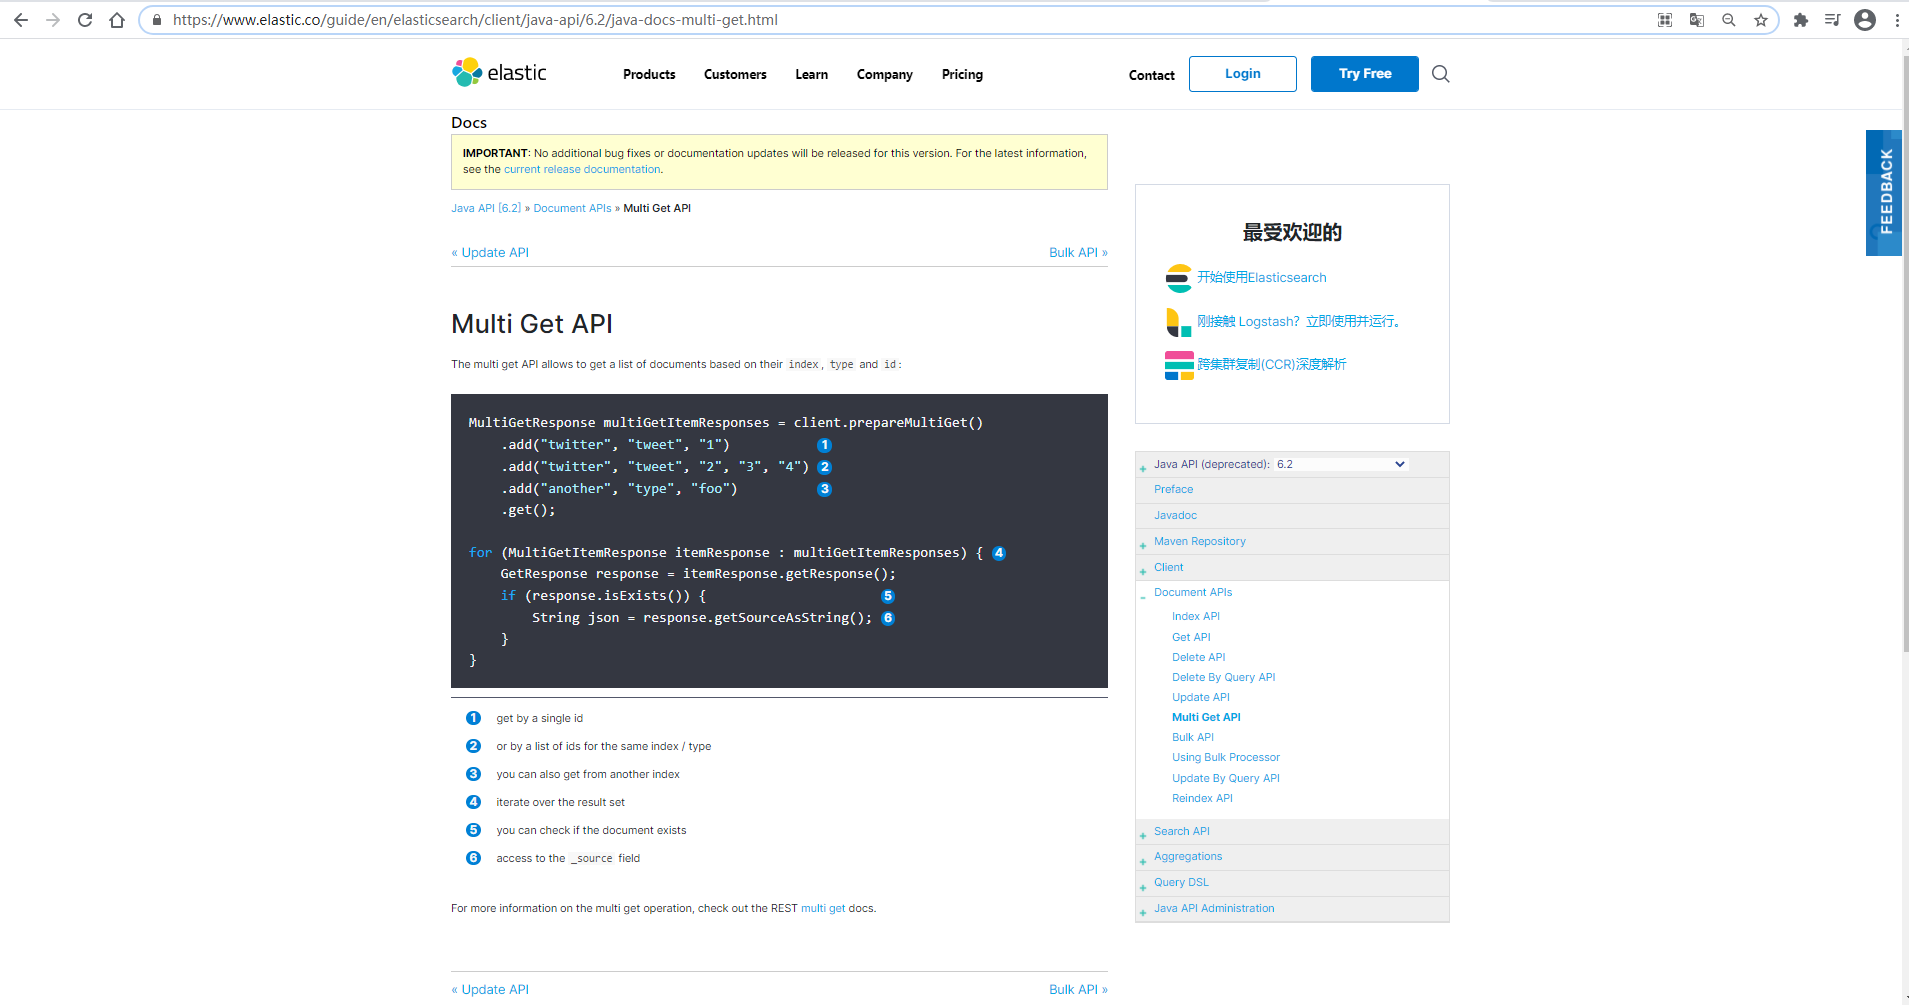 https://www.elastic.co/guide/en/elasticsearch/client/java-api/6.2/java-docs-multi-get.html
elastic
Products Customers Learn Company Pricing
Contact Login Try Free
Docs
IMPORTANT: No additional bug fixes or documentation updates will be released for this version. For the latest information,
see the current release documentation.
Java API [6.2] » Document APIs » Multi Get API
« Update API Bulk API »
Multi Get API
The multi get API allows to get a list of documents based on their index, type and id:
MultiGetResponse multiGetItemResponses = client.prepareMultiGet()
    .add("twitter", "tweet", "1") 1
    .add("twitter", "tweet", "2", "3", "4") 2
    .add("another", "type", "foo") 3
    .get();
for (MultiGetItemResponse itemResponse : multiGetItemResponses) { 4
    GetResponse response = itemResponse.getResponse();
    if (response.isExists()) { 5
        String json = response.getSourceAsString(); 6
    }
}
1 get by a single id
2 or by a list of ids for the same index / type
3 you can also get from another index
4 iterate over the result set
5 you can check if the document exists
6 access to the _source field
For more information on the multi get operation, check out the REST multi get docs.
« Update API Bulk API »
FEEDBACK
最受欢迎的
开始使用Elasticsearch
刚接触 Logstash？立即使用并运行。
跨集群复制(CCR)深度解析
+ Java API (deprecated): 6.2
Preface
Javadoc
+ Maven Repository
+ Client
- Document APIs
Index API
Get API
Delete API
Delete By Query API
Update API
Multi Get API
Bulk API
Using Bulk Processor
Update By Query API
Reindex API
+ Search API
+ Aggregations
+ Query DSL
+ Java API Administration